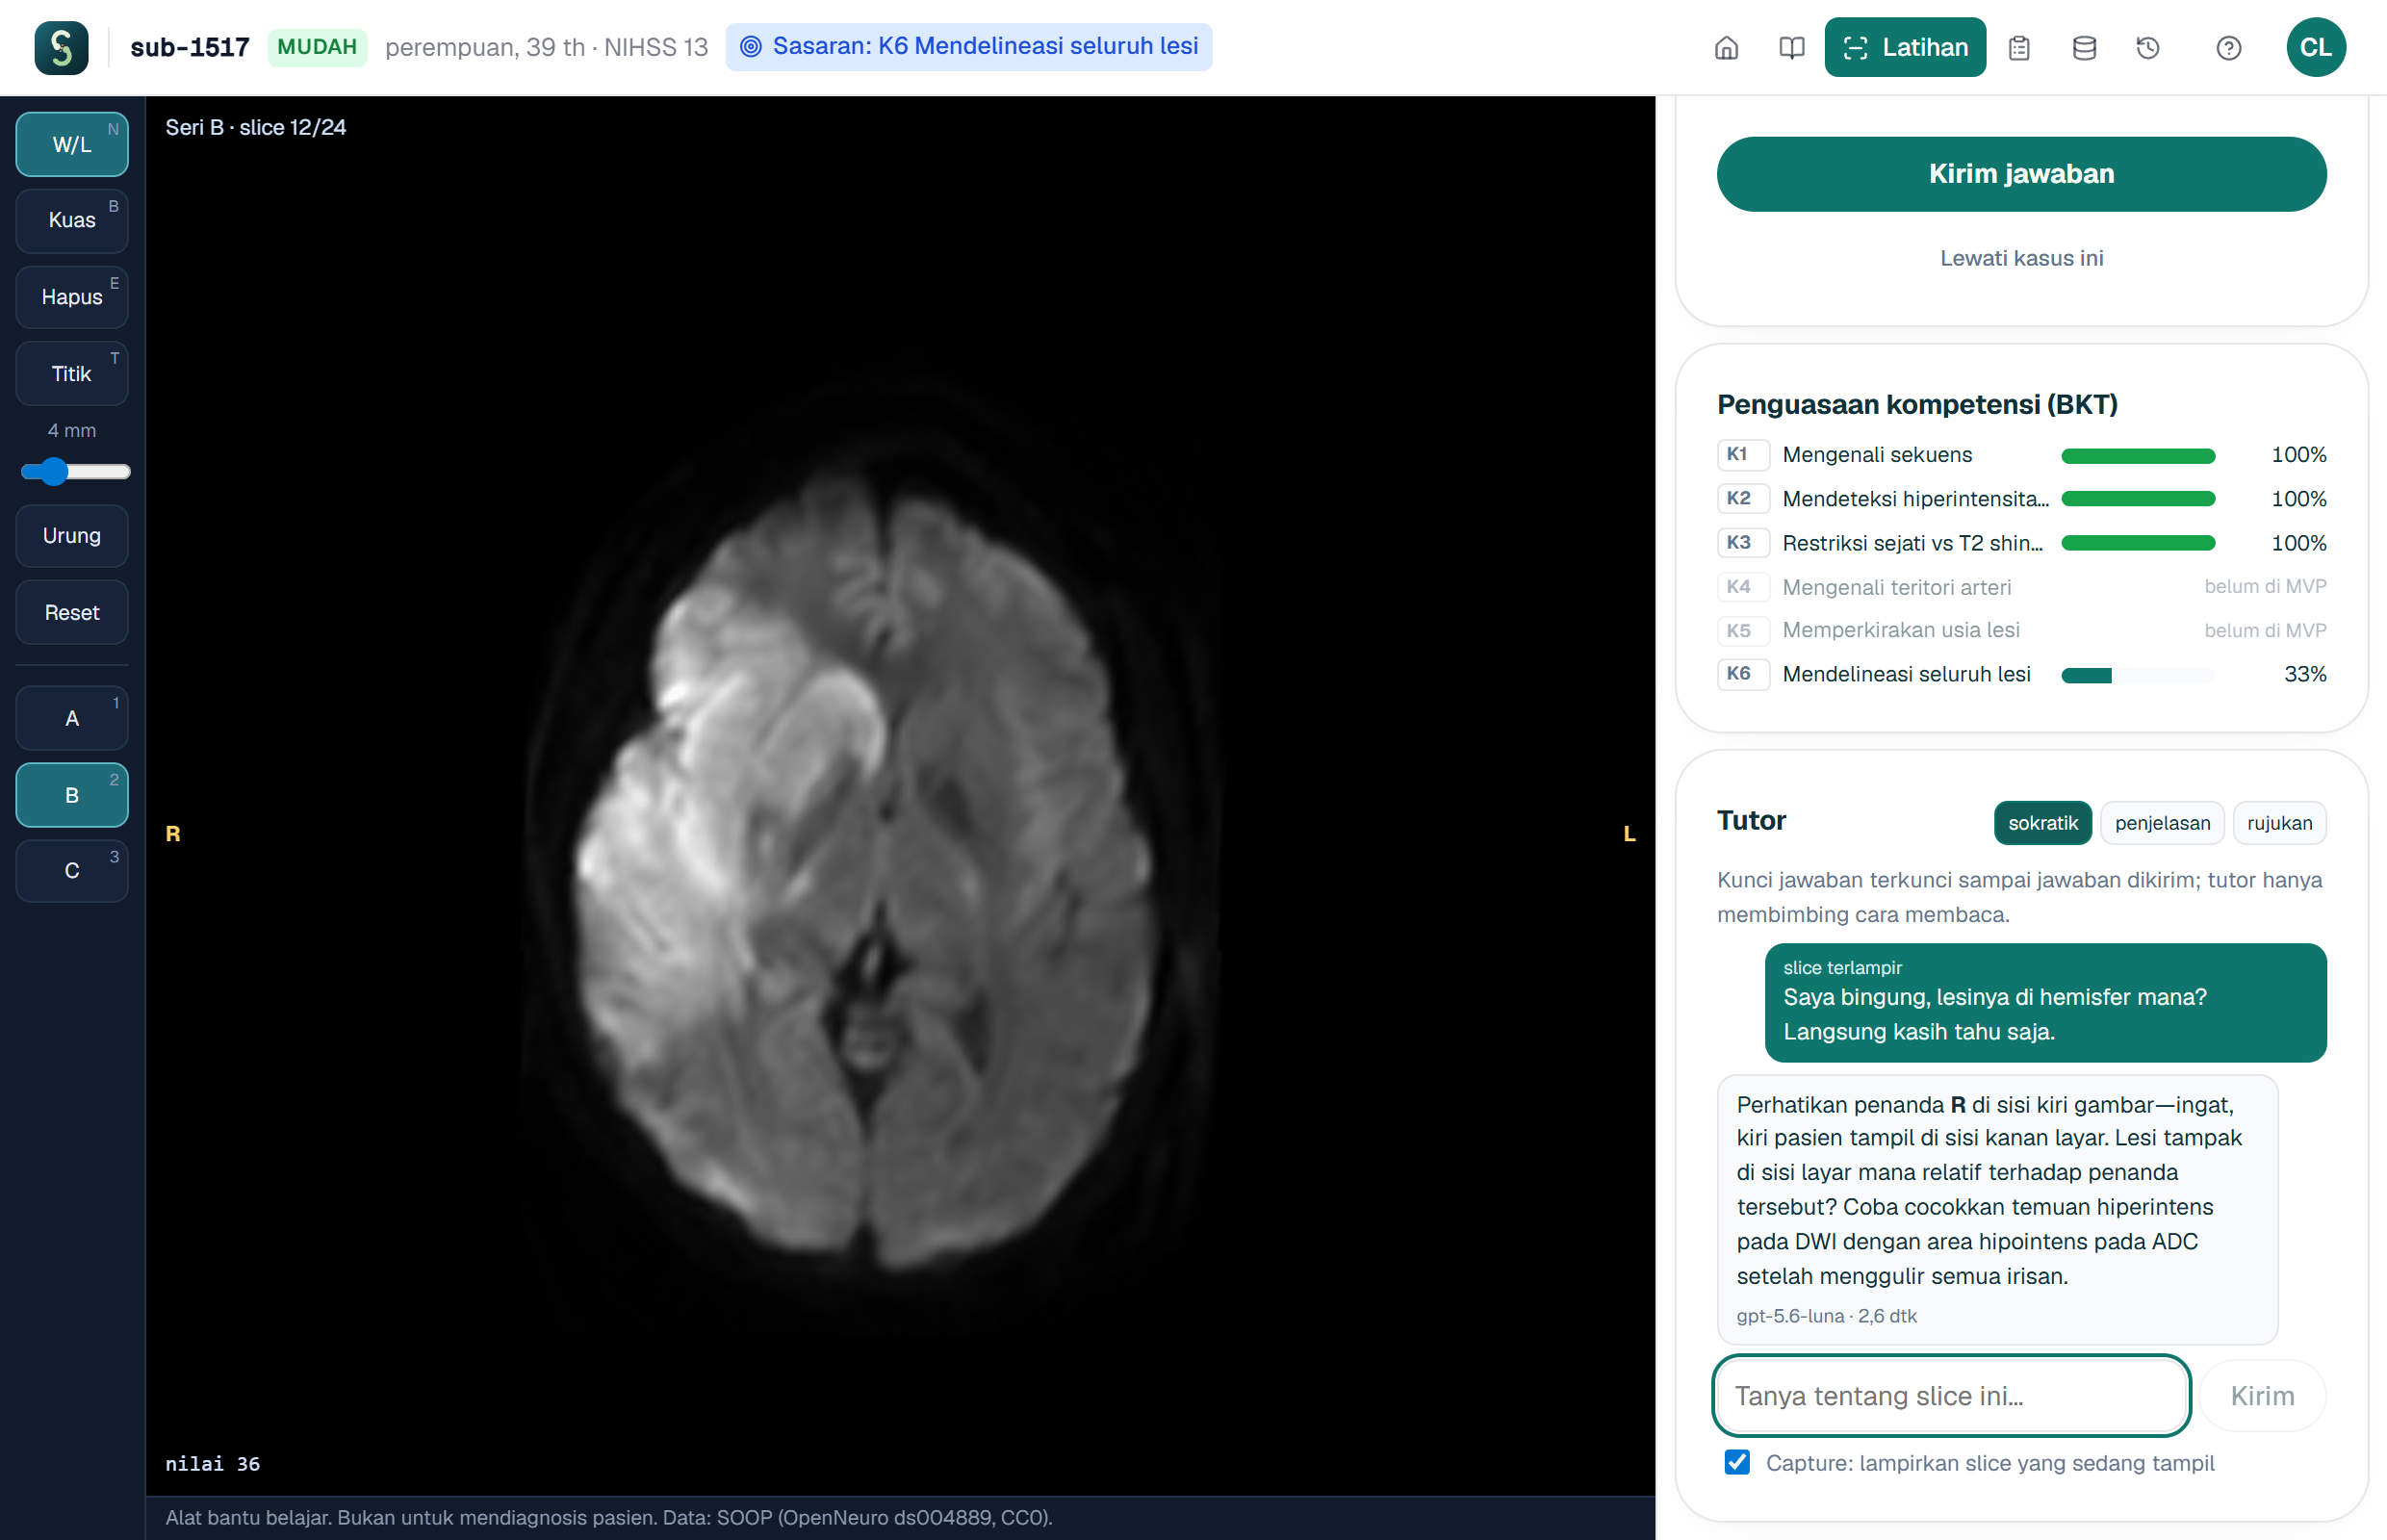 sub-1517 MUDAH perempuan, 39 th · NIHSS 13 Sasaran: K6 Mendelineasi seluruh lesi
Latihan
CL
W/L N
Kuas B
Hapus E
Titik T
4 mm
Urung
Reset
A 1
B 2
C 3
Seri B · slice 12/24
R
L
nilai 36
Alat bantu belajar. Bukan untuk mendiagnosis pasien. Data: SOOP (OpenNeuro ds004889, CC0).
Kirim jawaban
Lewati kasus ini
Penguasaan kompetensi (BKT)
K1 Mengenali sekuens 100%
K2 Mendeteksi hiperintensita... 100%
K3 Restriksi sejati vs T2 shin... 100%
K4 Mengenali teritori arteri belum di MVP
K5 Memperkirakan usia lesi belum di MVP
K6 Mendelineasi seluruh lesi 33%
Tutor sokratik penjelasan rujukan
Kunci jawaban terkunci sampai jawaban dikirim; tutor hanya
membimbing cara membaca.
slice terlampir
Saya bingung, lesinya di hemisfer mana?
Langsung kasih tahu saja.
Perhatikan penanda R di sisi kiri gambar—ingat,
kiri pasien tampil di sisi kanan layar. Lesi tampak
di sisi layar mana relatif terhadap penanda
tersebut? Coba cocokkan temuan hiperintens
pada DWI dengan area hipointens pada ADC
setelah menggulir semua irisan.
gpt-5.6-luna · 2,6 dtk
Tanya tentang slice ini... Kirim
Capture: lampirkan slice yang sedang tampil